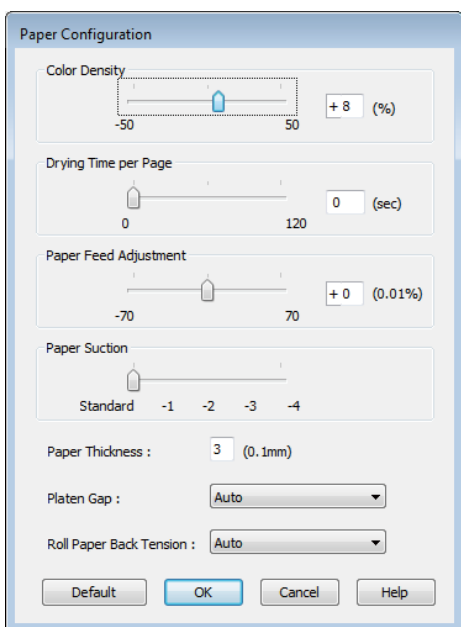 Paper Configuration
Color Density
+ 8 (%)
-50 50
Drying Time per Page
0 (sec)
0 120
Paper Feed Adjustment
+ 0 (0.01%)
-70 70
Paper Suction
Standard -1 -2 -3 -4
Paper Thickness : 3 (0.1mm)
Platen Gap : Auto
Roll Paper Back Tension : Auto
Default OK Cancel Help